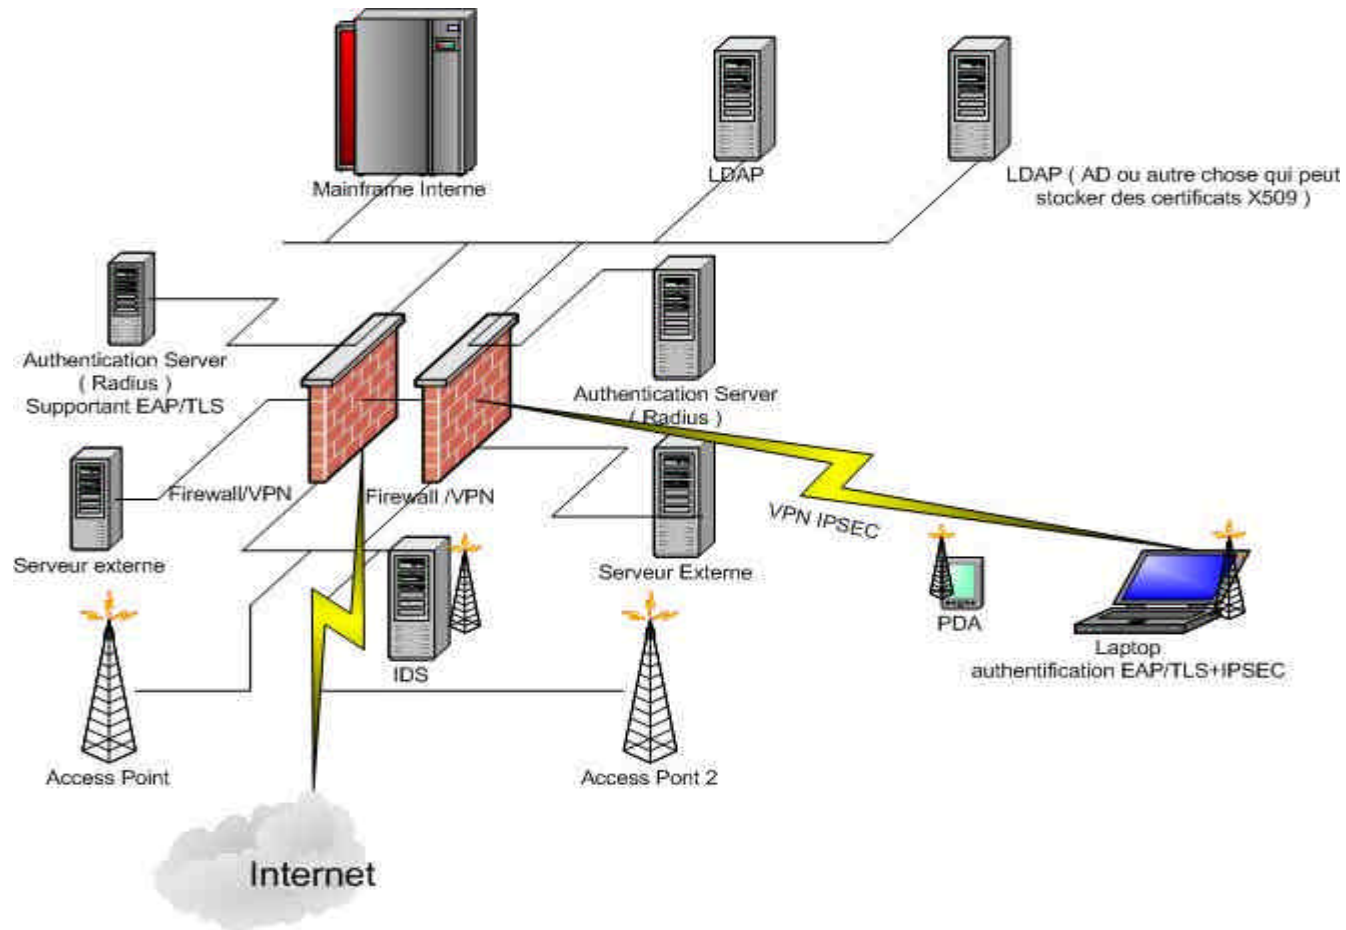 Mainframe Interne
LDAP
LDAP ( AD ou autre chose qui peut
stocker des certificats X509 )
Authentication Server
( Radius )
Supportant EAP/TLS
Authentication Server
( Radius )
Firewall/VPN
Firewall /VPN
VPN IPSEC
Serveur externe
Serveur Externe
PDA
Laptop
authentification EAP/TLS+IPSEC
IDS
Access Point
Access Pont 2
Internet